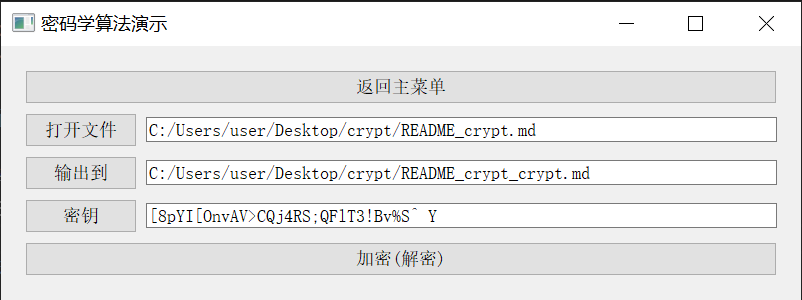 密码学算法演示
返回主菜单
打开文件 C:/Users/user/Desktop/crypt/README_crypt.md
输出到 C:/Users/user/Desktop/crypt/README_crypt_crypt.md
密钥 [8pYI[OnvAV>CQj4RS;QFlT3!Bv%S^ Y
加密(解密)